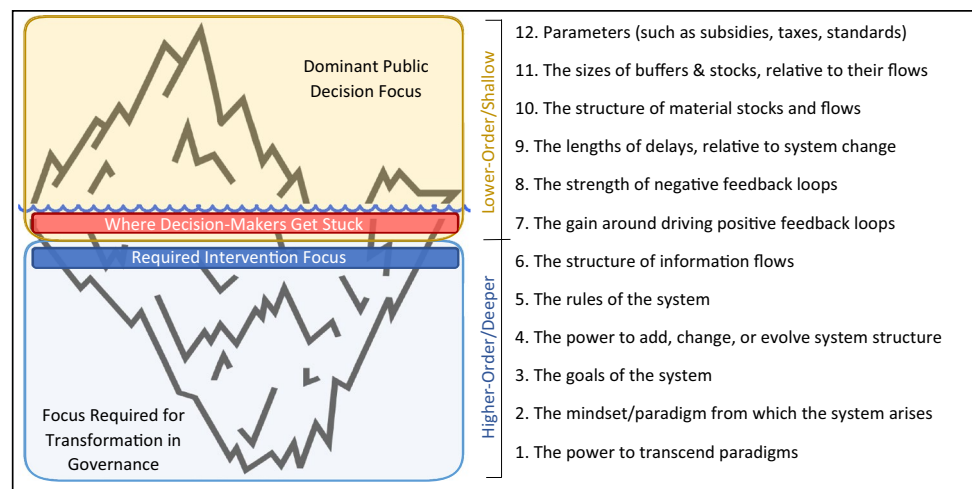 Dominant Public
Decision Focus
Where Decision-Makers Get Stuck
Required Intervention Focus
Focus Required for
Transformation in
Governance
Lower-Order/Shallow
Higher-Order/Deeper
12. Parameters (such as subsidies, taxes, standards)
11. The sizes of buffers & stocks, relative to their flows
10. The structure of material stocks and flows
9. The lengths of delays, relative to system change
8. The strength of negative feedback loops
7. The gain around driving positive feedback loops
6. The structure of information flows
5. The rules of the system
4. The power to add, change, or evolve system structure
3. The goals of the system
2. The mindset/paradigm from which the system arises
1. The power to transcend paradigms